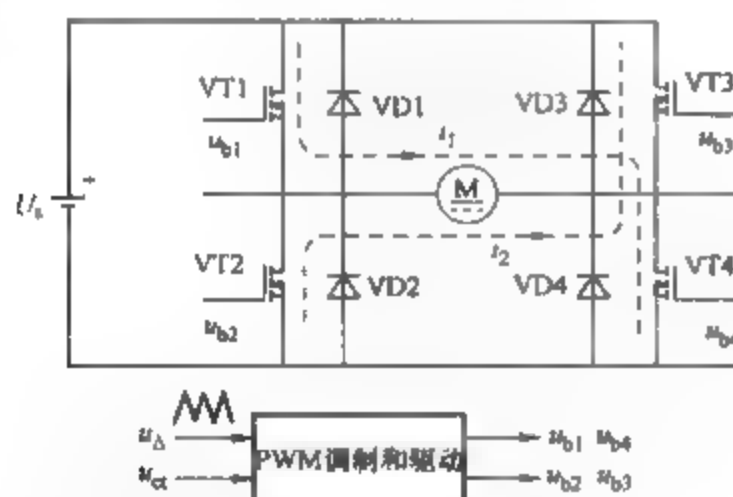 VT1
VD1
VD3
VT3
u_b1
i_1
u_b3
+
U_s
M
VT2
VD2
i_2
VD4
VT4
u_b2
u_b4
u_Δ
PWM调制和驱动
u_b1 u_b4
u_ct
u_b2 u_b3